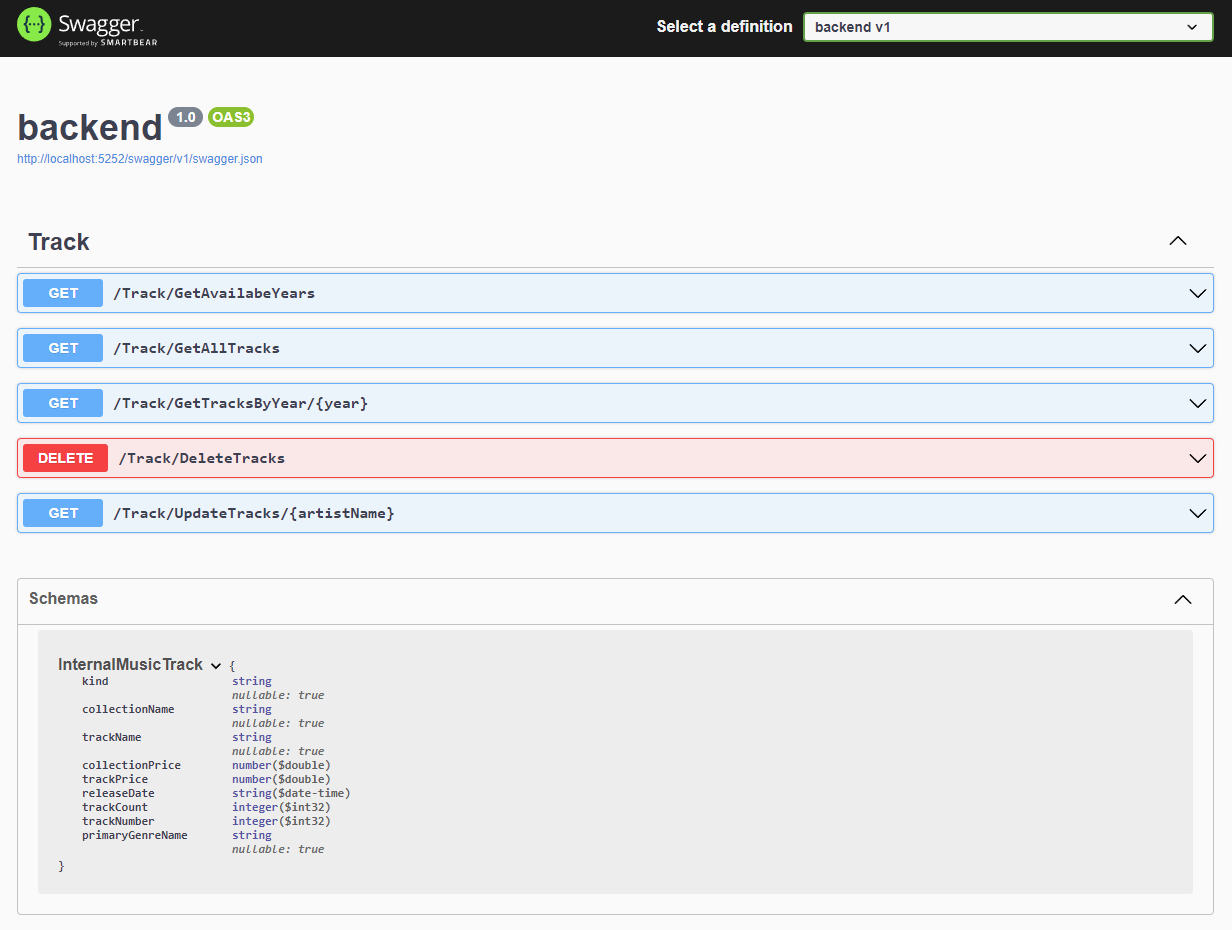 Swagger.
Supported by SMARTBEAR
Select a definition
backend v1
backend 1.0 OAS3
http://localhost:5252/swagger/v1/swagger.json
Track
GET /Track/GetAvailabeYears
GET /Track/GetAllTracks
GET /Track/GetTracksByYear/{year}
DELETE /Track/DeleteTracks
GET /Track/UpdateTracks/{artistName}
Schemas
InternalMusicTrack {
kind string
nullable: true
collectionName string
nullable: true
trackName string
nullable: true
collectionPrice number($double)
trackPrice number($double)
releaseDate string($date-time)
trackCount integer($int32)
trackNumber integer($int32)
primaryGenreName string
nullable: true
}